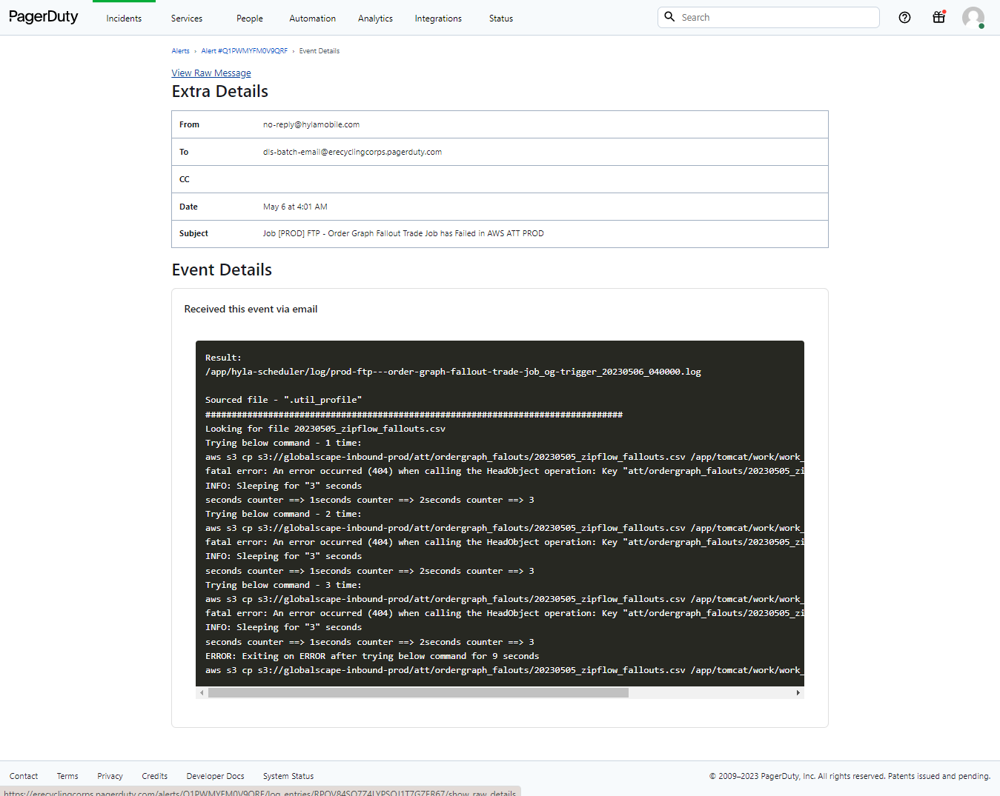 PagerDuty
Incidents
Services
People
Automation
Analytics
Integrations
Status
Search
Alerts › Alert #Q1PWMYFM0V9QRF › Event Details
View Raw Message
Extra Details
From no-reply@hylamobile.com
To dls-batch-email@erecyclingcorps.pagerduty.com
CC
Date May 6 at 4:01 AM
Subject Job [PROD] FTP - Order Graph Fallout Trade Job has Failed in AWS ATT PROD
Event Details
Received this event via email
Result:
/app/hyla-scheduler/log/prod-ftp---order-graph-fallout-trade-job_og-trigger_20230506_040000.log
Sourced file - ".util_profile"
################################################################################
Looking for file 20230505_zipflow_fallouts.csv
Trying below command - 1 time:
aws s3 cp s3://globalscape-inbound-prod/att/ordergraph_falouts/20230505_zipflow_fallouts.csv /app/tomcat/work/work_
fatal error: An error occurred (404) when calling the HeadObject operation: Key "att/ordergraph_falouts/20230505_zi
INFO: Sleeping for "3" seconds
seconds counter ==> 1seconds counter ==> 2seconds counter ==> 3
Trying below command - 2 time:
aws s3 cp s3://globalscape-inbound-prod/att/ordergraph_falouts/20230505_zipflow_fallouts.csv /app/tomcat/work/work_
fatal error: An error occurred (404) when calling the HeadObject operation: Key "att/ordergraph_falouts/20230505_zi
INFO: Sleeping for "3" seconds
seconds counter ==> 1seconds counter ==> 2seconds counter ==> 3
Trying below command - 3 time:
aws s3 cp s3://globalscape-inbound-prod/att/ordergraph_falouts/20230505_zipflow_fallouts.csv /app/tomcat/work/work_
fatal error: An error occurred (404) when calling the HeadObject operation: Key "att/ordergraph_falouts/20230505_zi
INFO: Sleeping for "3" seconds
seconds counter ==> 1seconds counter ==> 2seconds counter ==> 3
ERROR: Exiting on ERROR after trying below command for 9 seconds
aws s3 cp s3://globalscape-inbound-prod/att/ordergraph_falouts/20230505_zipflow_fallouts.csv /app/tomcat/work/work_
Contact
Terms
Privacy
Credits
Developer Docs
System Status
© 2009–2023 PagerDuty, Inc. All rights reserved. Patents issued and pending.